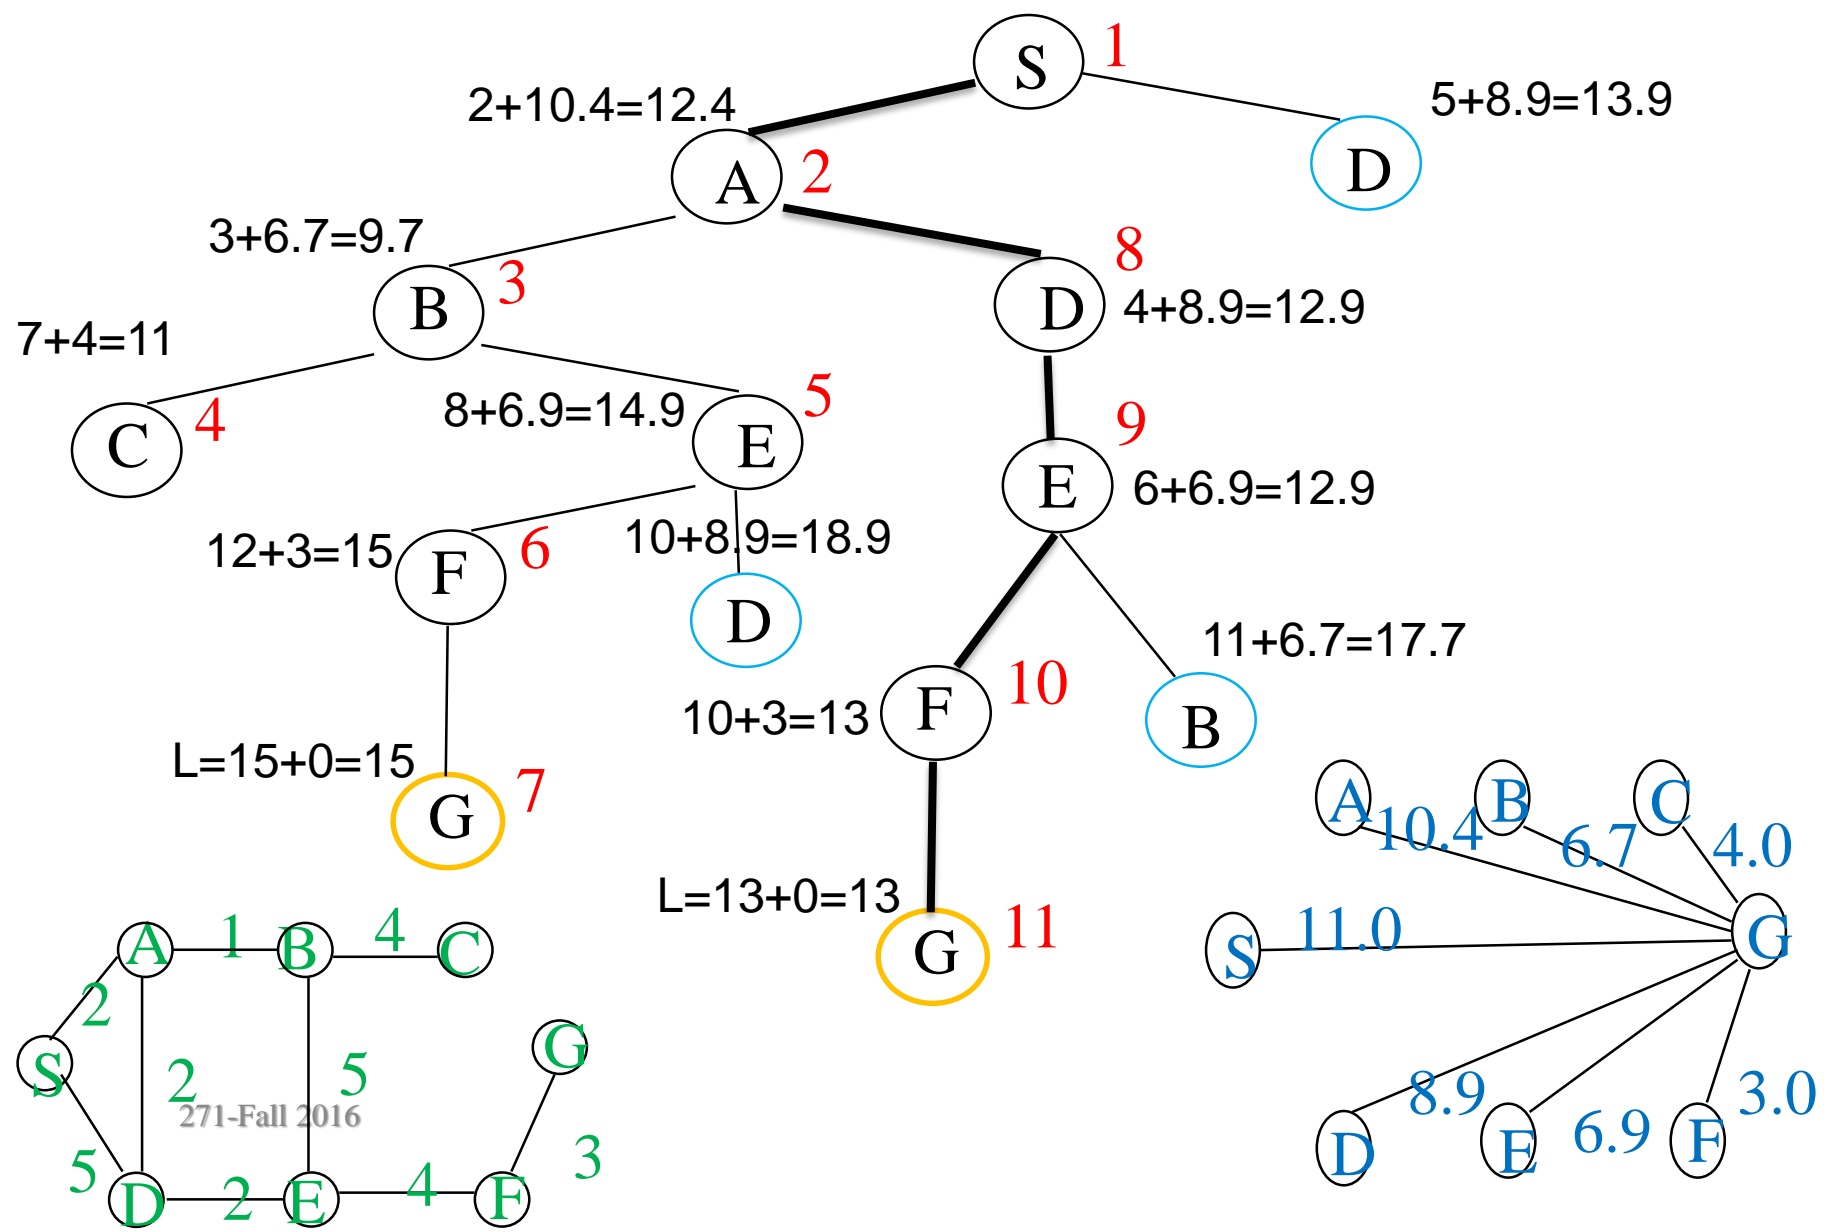 S 1
2+10.4=12.4
5+8.9=13.9
A 2
D
3+6.7=9.7
8
B 3
D 4+8.9=12.9
7+4=11
C 4
8+6.9=14.9
E 5
9
E 6+6.9=12.9
12+3=15
F 6
10+8.9=18.9
D
11+6.7=17.7
10+3=13
F 10
B
L=15+0=15
G 7
L=13+0=13
G 11
A 1 B 4 C
2
S
2
5
G
271-Fall 2016
5
3
D 2 E 4 F
A 10.4
B 6.7
C 4.0
S 11.0
G
8.9
6.9
3.0
D
E
F